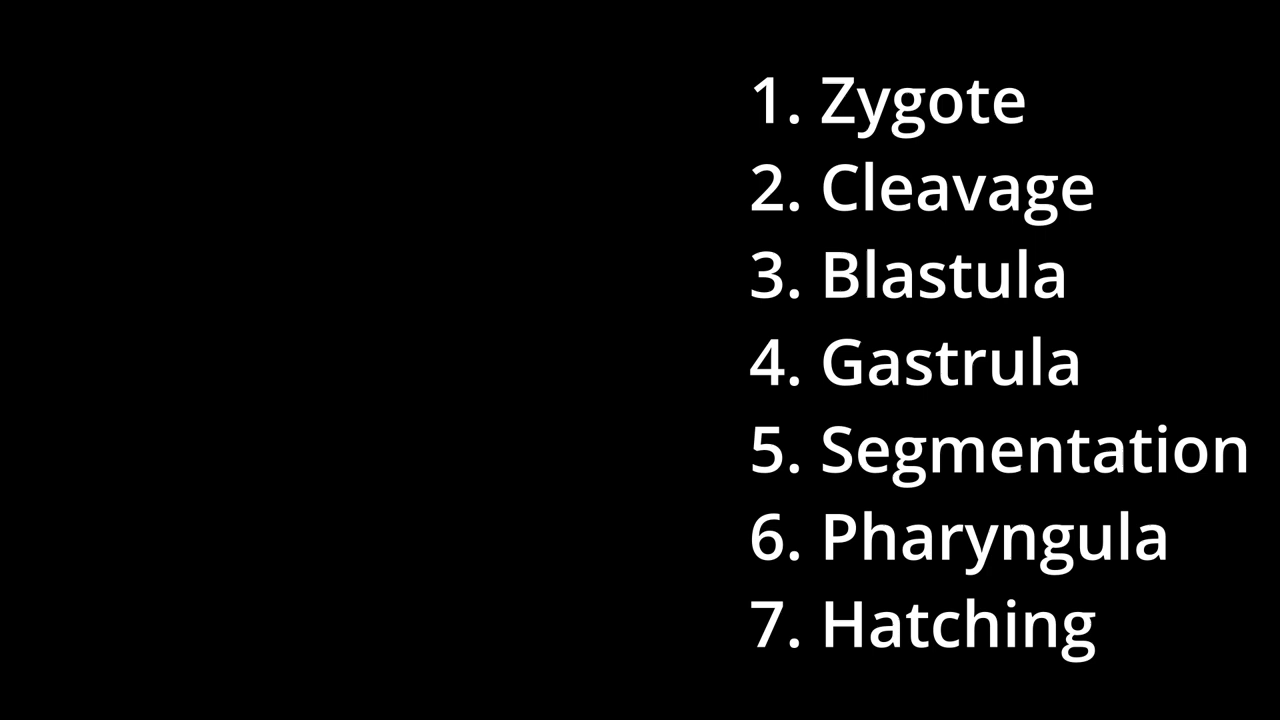 1. Zygote
2. Cleavage
3. Blastula
4. Gastrula
5. Segmentation
6. Pharyngula
7. Hatching